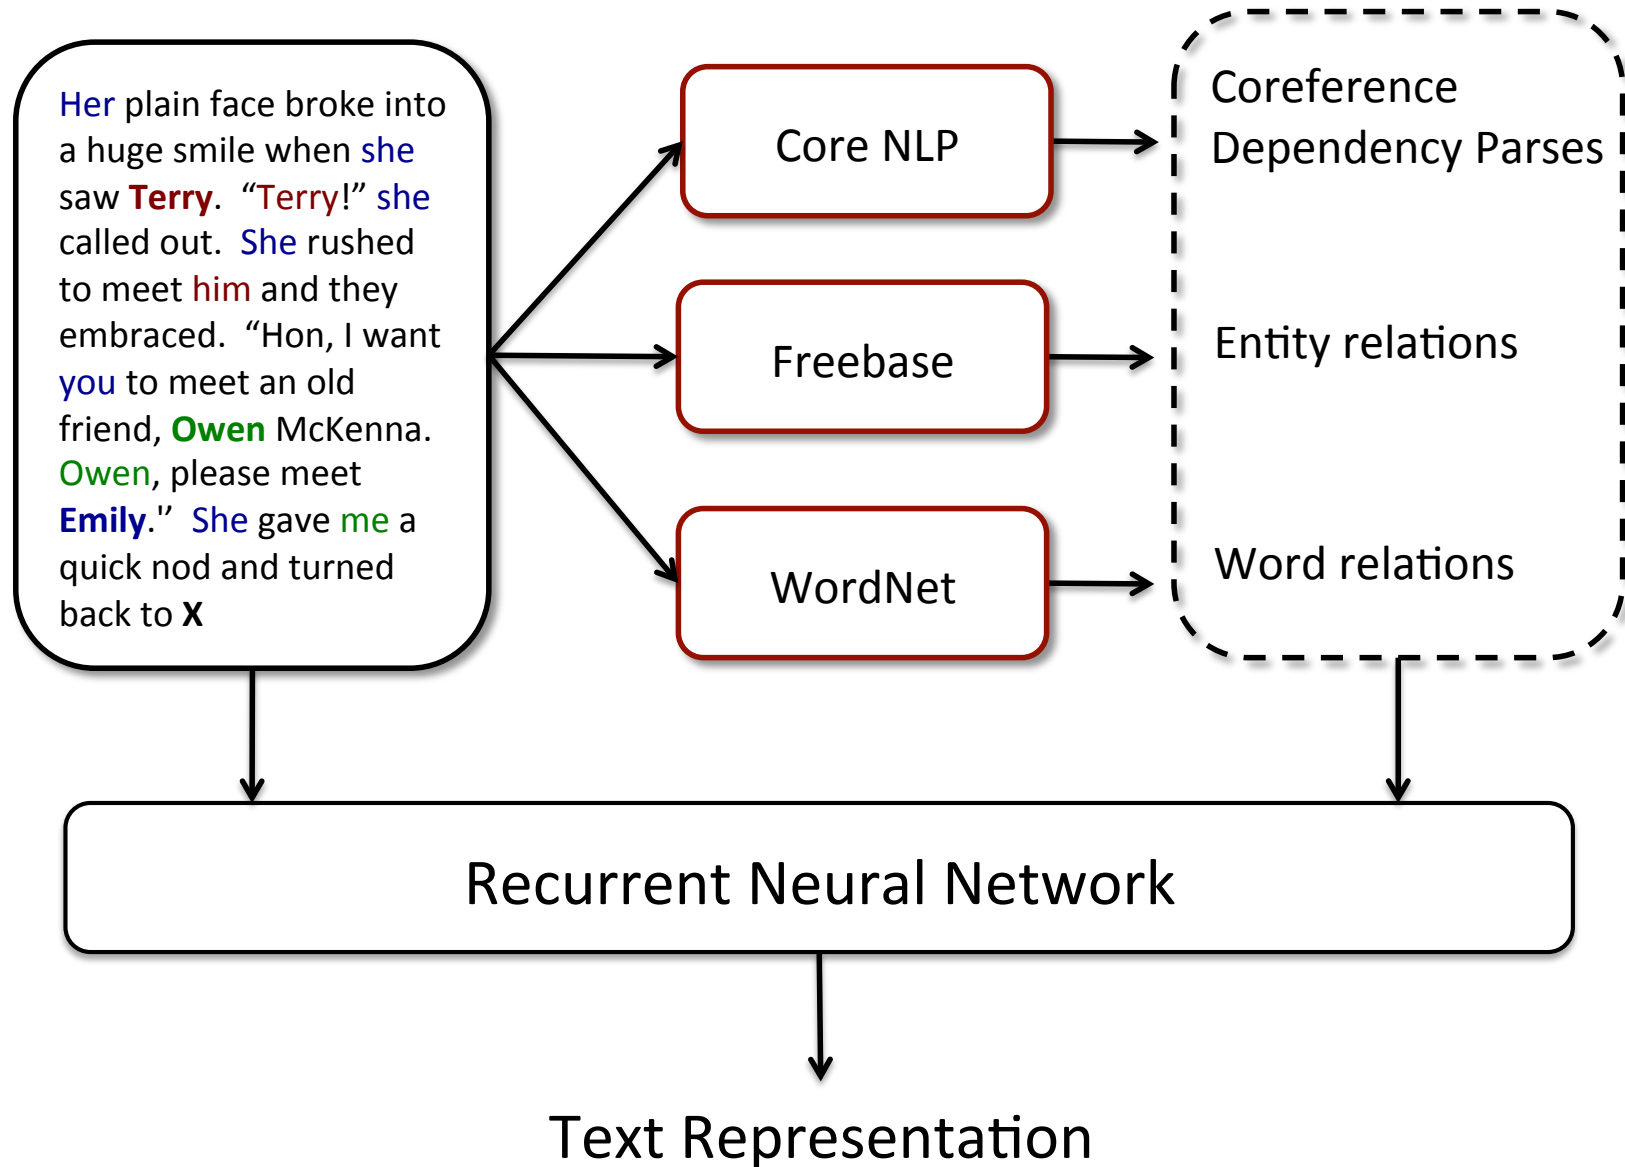 Her plain face broke into
a huge smile when she
saw Terry.  “Terry!” she
called out.  She rushed
to meet him and they
embraced.  “Hon, I want
you to meet an old
friend, Owen McKenna.
Owen, please meet
Emily.''  She gave me a
quick nod and turned
back to X
Core NLP
Freebase
WordNet
Coreference
Dependency Parses
Entity relations
Word relations
Recurrent Neural Network
Text Representation